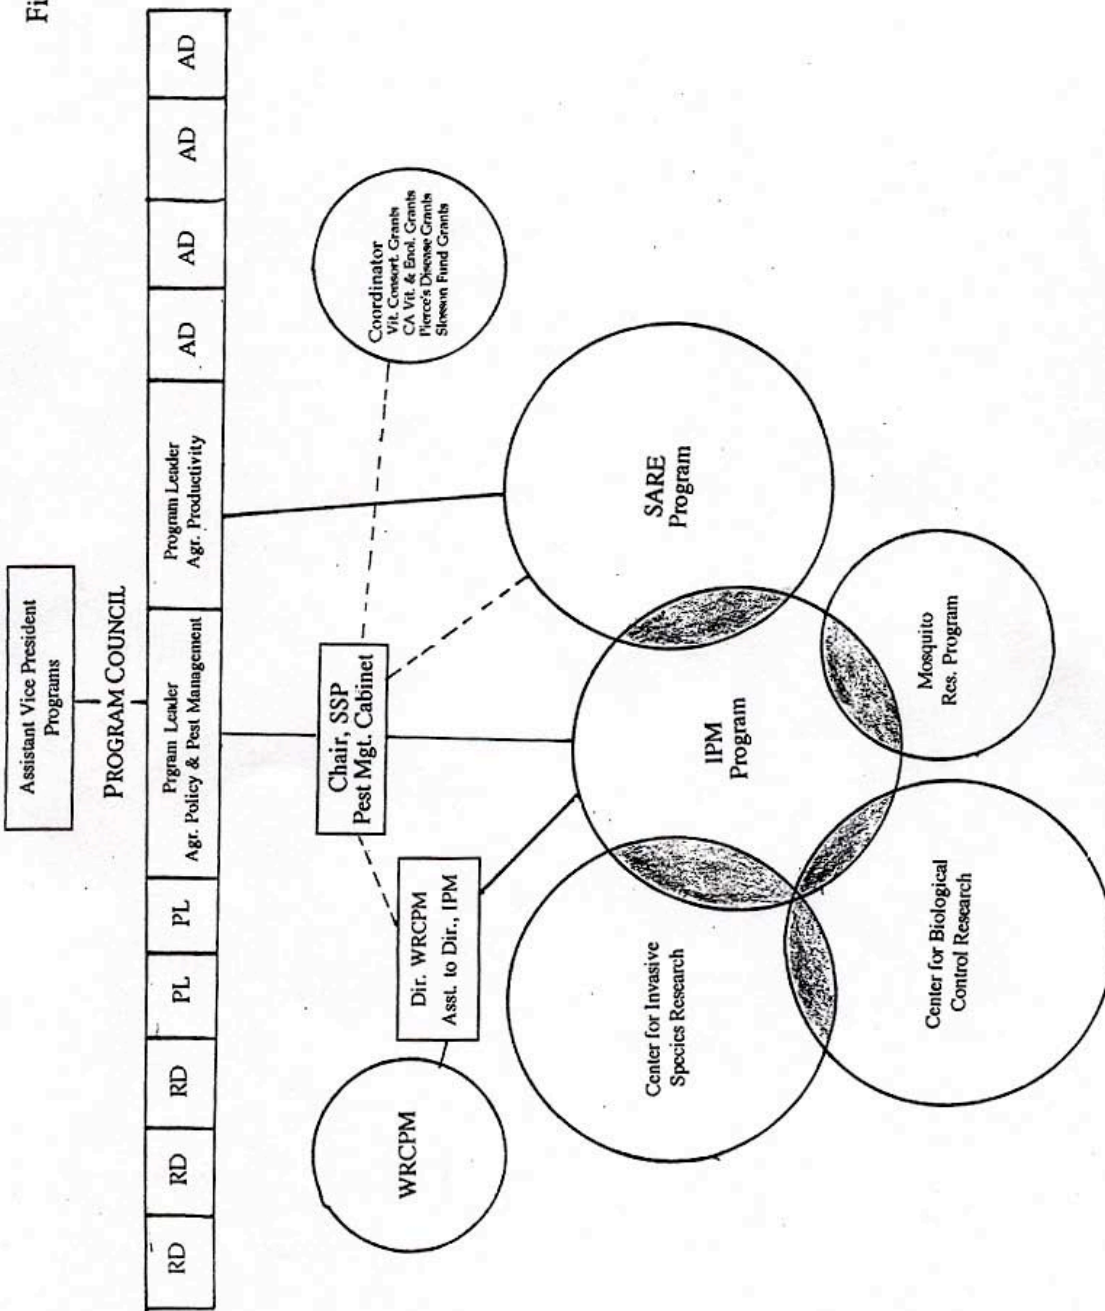 Fi
Assistant Vice President
Programs
PROGRAM COUNCIL
RD
RD
RD
PL
PL
Prgram Leader
Agr. Policy & Pest Management
Program Leader
Agr. Productivity
AD
AD
AD
AD
Chair, SSP
Pest Mgt. Cabinet
Coordinator
Vit. Consort. Grants
CA Vit. & Enol. Grants
Pierce's Disease Grants
Slosson Fund Grants
Dir. WRCPM
Asst. to Dir., IPM
WRCPM
SARE
Program
IPM
Program
Center for Invasive
Species Research
Mosquito
Res. Program
Center for Biological
Control Research